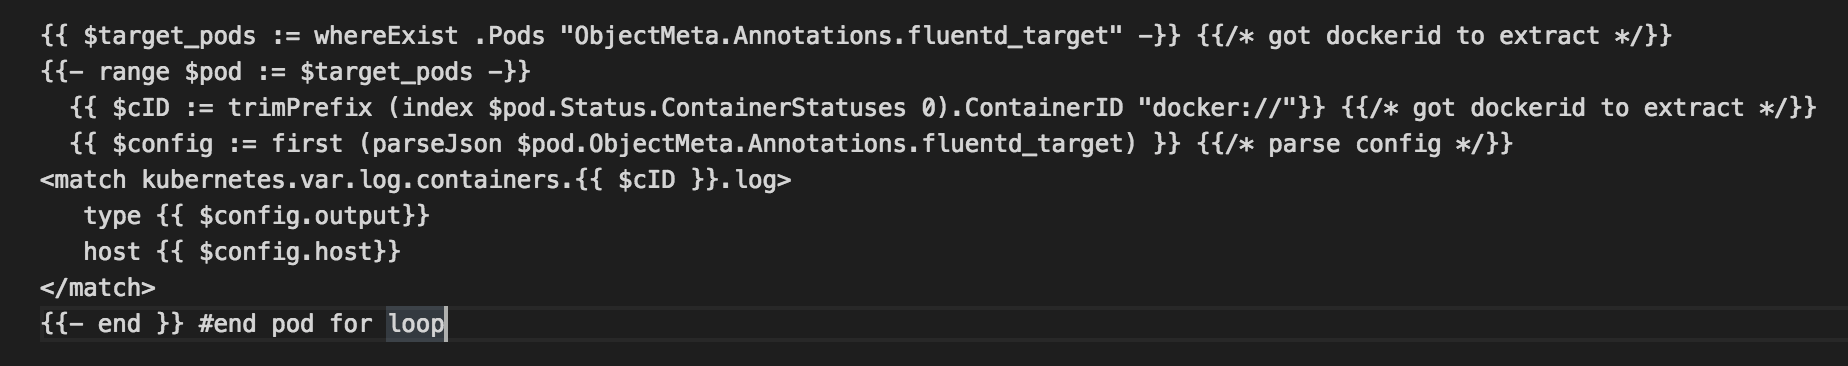 {{ $target_pods := whereExist .Pods "ObjectMeta.Annotations.fluentd_target" -}} {{/* got dockerid to extract */}}
{{- range $pod := $target_pods -}}
  {{ $cID := trimPrefix (index $pod.Status.ContainerStatuses 0).ContainerID "docker://"}} {{/* got dockerid to extract */}}
  {{ $config := first (parseJson $pod.ObjectMeta.Annotations.fluentd_target) }} {{/* parse config */}}
<match kubernetes.var.log.containers.{{ $cID }}.log>
   type {{ $config.output}}
   host {{ $config.host}}
</match>
{{- end }} #end pod for loop